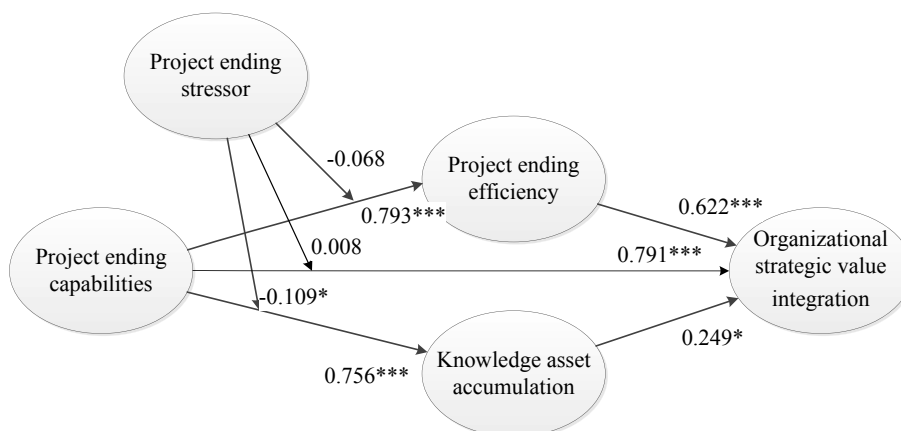 Project ending
stressor
-0.068
Project ending
efficiency
0.793***
0.622***
Project ending
capabilities
0.008
0.791***
Organizational
strategic value
integration
-0.109*
0.756***
Knowledge asset
accumulation
0.249*